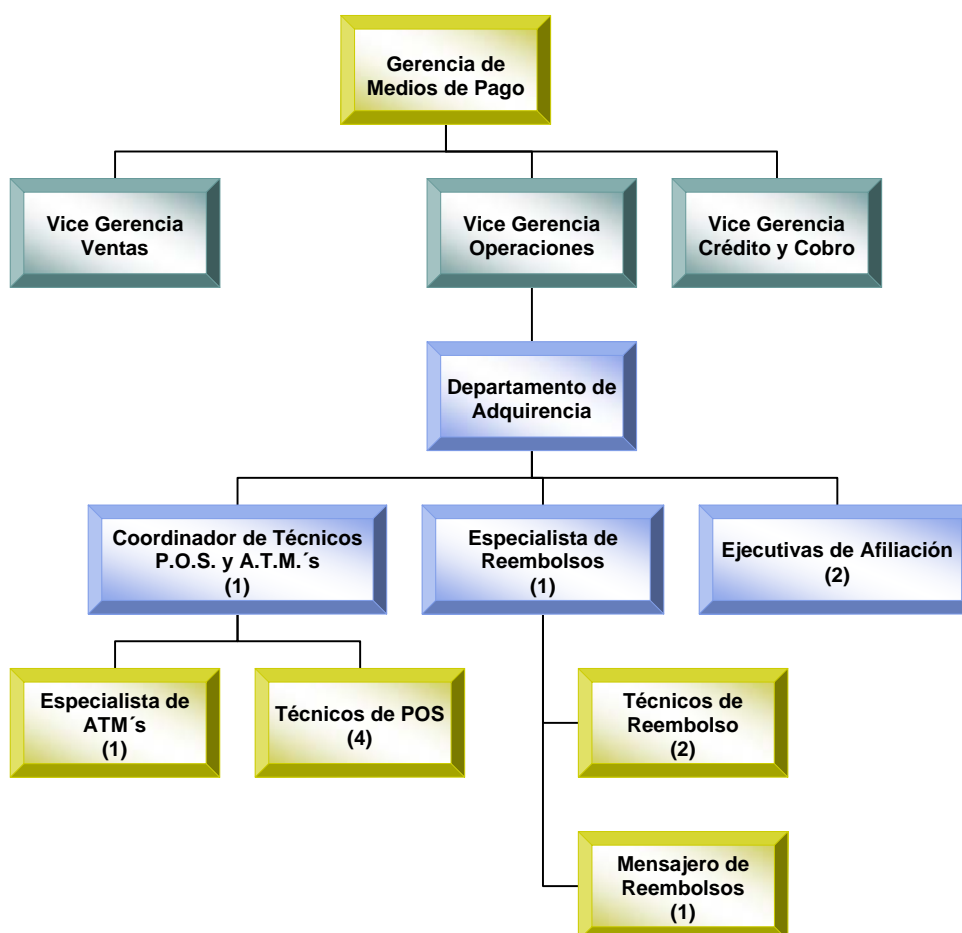 Gerencia de
Medios de Pago
Vice Gerencia
Ventas
Vice Gerencia
Operaciones
Vice Gerencia
Crédito y Cobro
Departamento de
Adquirencia
Coordinador de Técnicos
P.O.S. y A.T.M.´s
(1)
Especialista de
Reembolsos
(1)
Ejecutivas de Afiliación
(2)
Especialista de
ATM´s
(1)
Técnicos de POS
(4)
Técnicos de
Reembolso
(2)
Mensajero de
Reembolsos
(1)